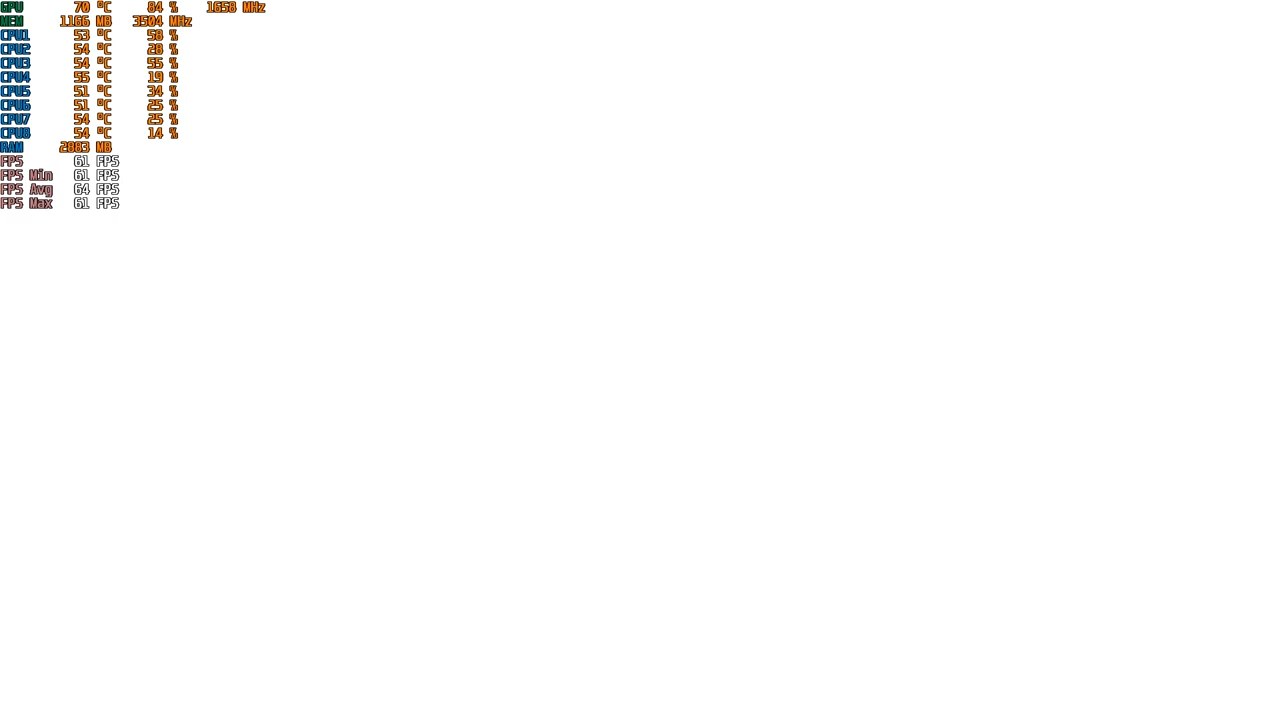 GPU 70 °C 84 % 1658 MHz
MEM 1166 MB 3504 MHz
CPU1 53 °C 58 %
CPU2 54 °C 28 %
CPU3 54 °C 55 %
CPU4 55 °C 19 %
CPU5 51 °C 34 %
CPU6 51 °C 25 %
CPU7 54 °C 25 %
CPU8 54 °C 14 %
RAM 2883 MB
FPS 61 FPS
FPS Min 61 FPS
FPS Avg 64 FPS
FPS Max 61 FPS